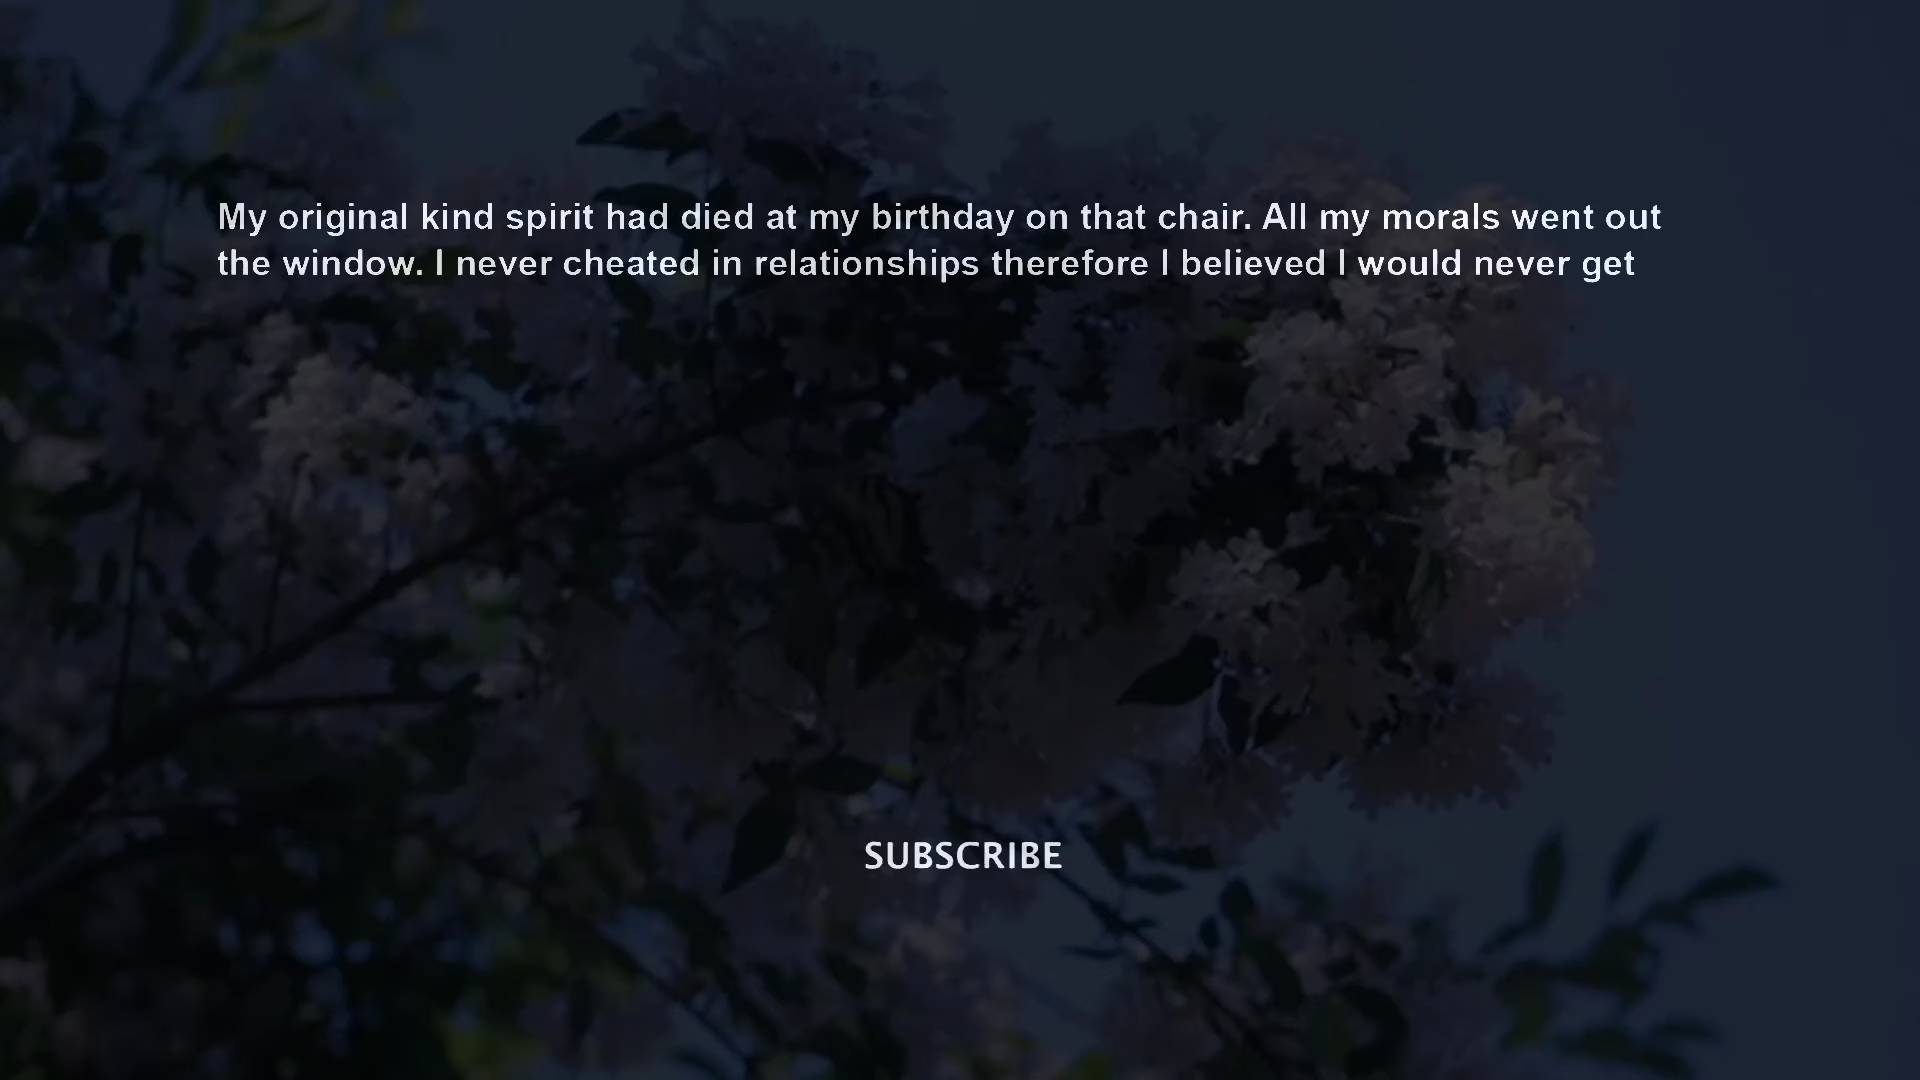 My original kind spirit had died at my birthday on that chair. All my morals went out
the window. I never cheated in relationships therefore I believed I would never get
SUBSCRIBE